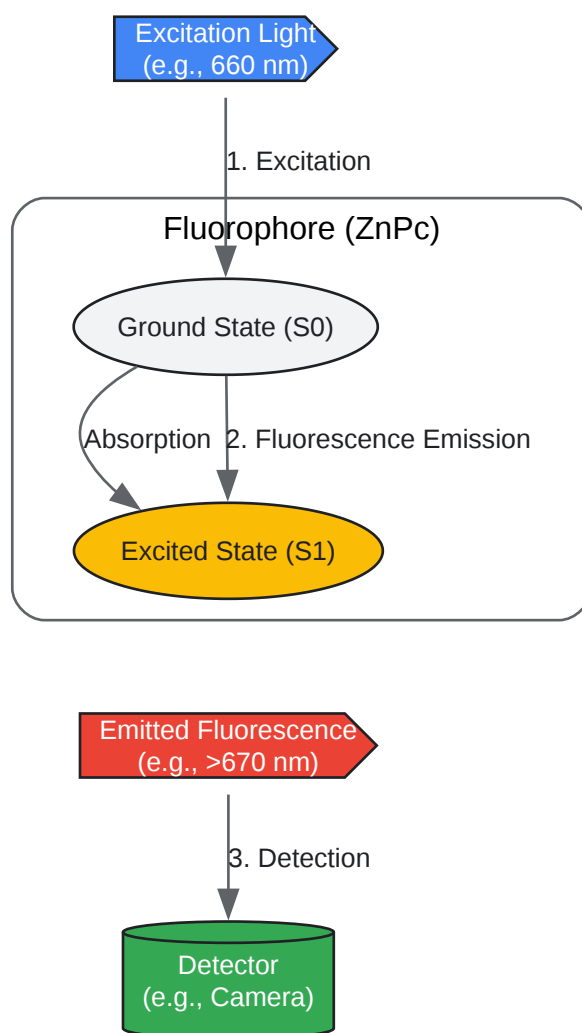 Excitation Light
(e.g., 660 nm)
1. Excitation
Fluorophore (ZnPc)
Ground State (S0)
Absorption
2. Fluorescence Emission
Excited State (S1)
Emitted Fluorescence
(e.g., >670 nm)
3. Detection
Detector
(e.g., Camera)